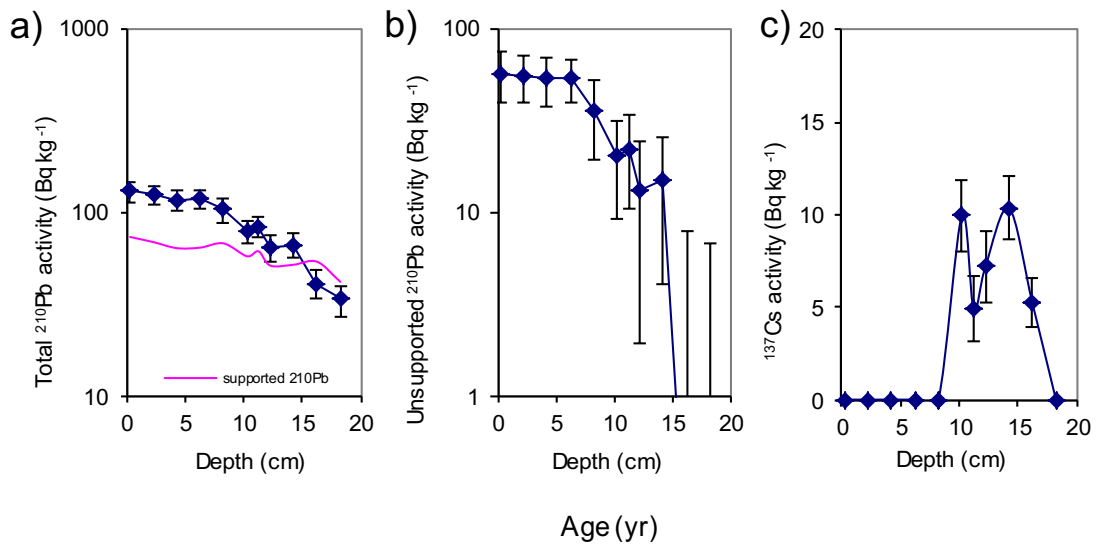 a)
Total ²¹⁰Pb activity (Bq kg ⁻¹)
1000
100
10
supported 210Pb
0 5 10 15 20
Depth (cm)
b)
Unsupported ²¹⁰Pb activity (Bq kg ⁻¹)
100
10
1
0 5 10 15 20
Depth (cm)
c)
¹³⁷Cs activity (Bq kg ⁻¹)
20
15
10
5
0
0 5 10 15 20
Depth (cm)
Age (yr)